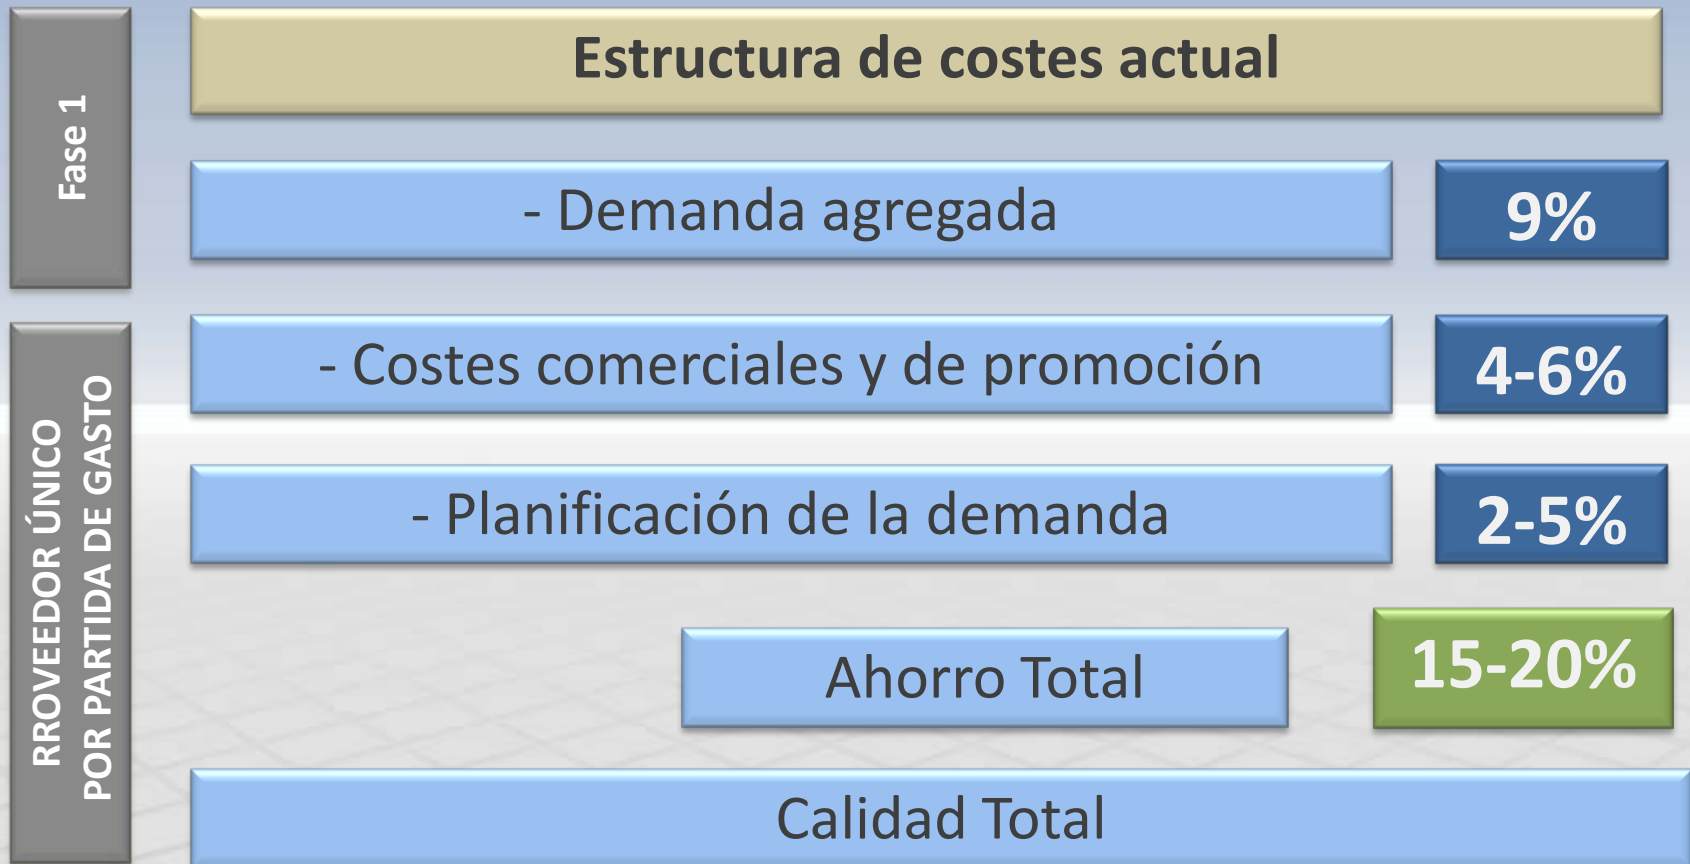 Fase 1
Estructura de costes actual
- Demanda agregada
9%
- Costes comerciales y de promoción
4-6%
RROVEEDOR ÚNICO
POR PARTIDA DE GASTO
- Planificación de la demanda
2-5%
Ahorro Total
15-20%
Calidad Total